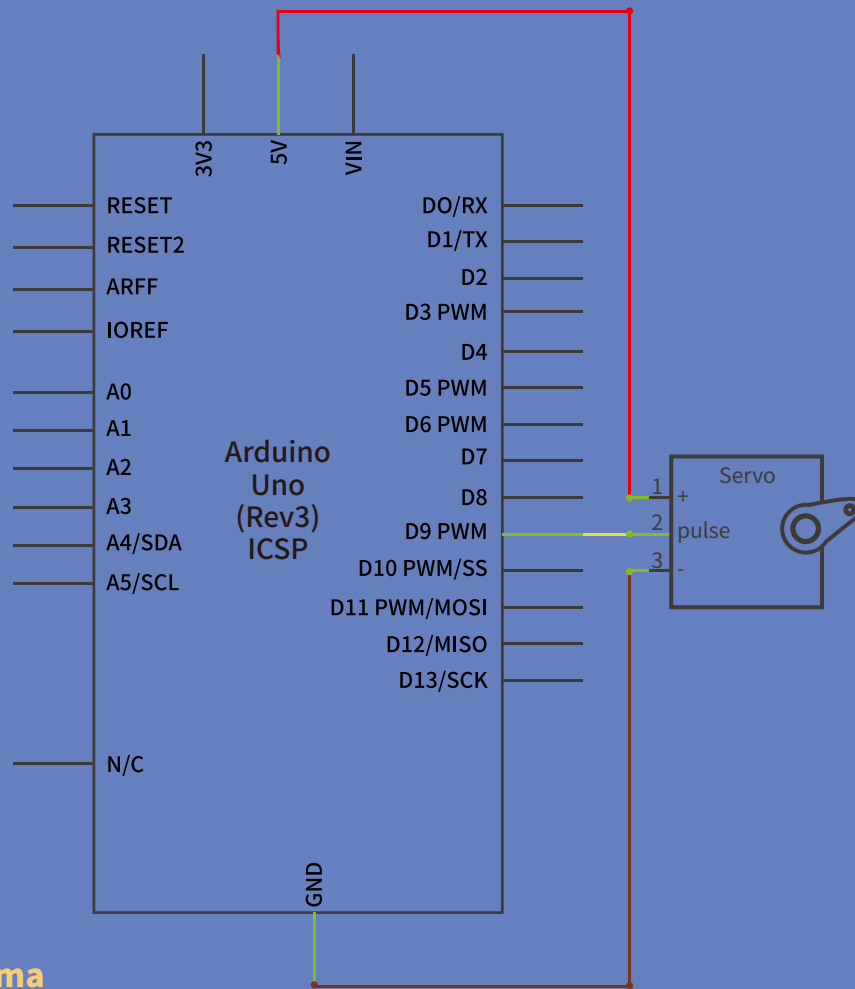 3V3
5V
VIN
RESET
RESET2
ARFF
IOREF
A0
A1
A2
A3
A4/SDA
A5/SCL
N/C
Arduino
Uno
(Rev3)
ICSP
DO/RX
D1/TX
D2
D3 PWM
D4
D5 PWM
D6 PWM
D7
D8
D9 PWM
D10 PWM/SS
D11 PWM/MOSI
D12/MISO
D13/SCK
GND
Servo
1 +
2 pulse
3 -
ma